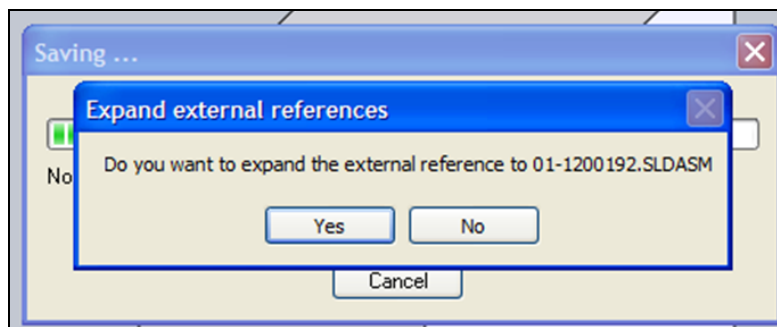 Saving ...
Expand external references
No
Do you want to expand the external reference to 01-1200192.SLDASM
Yes
No
Cancel